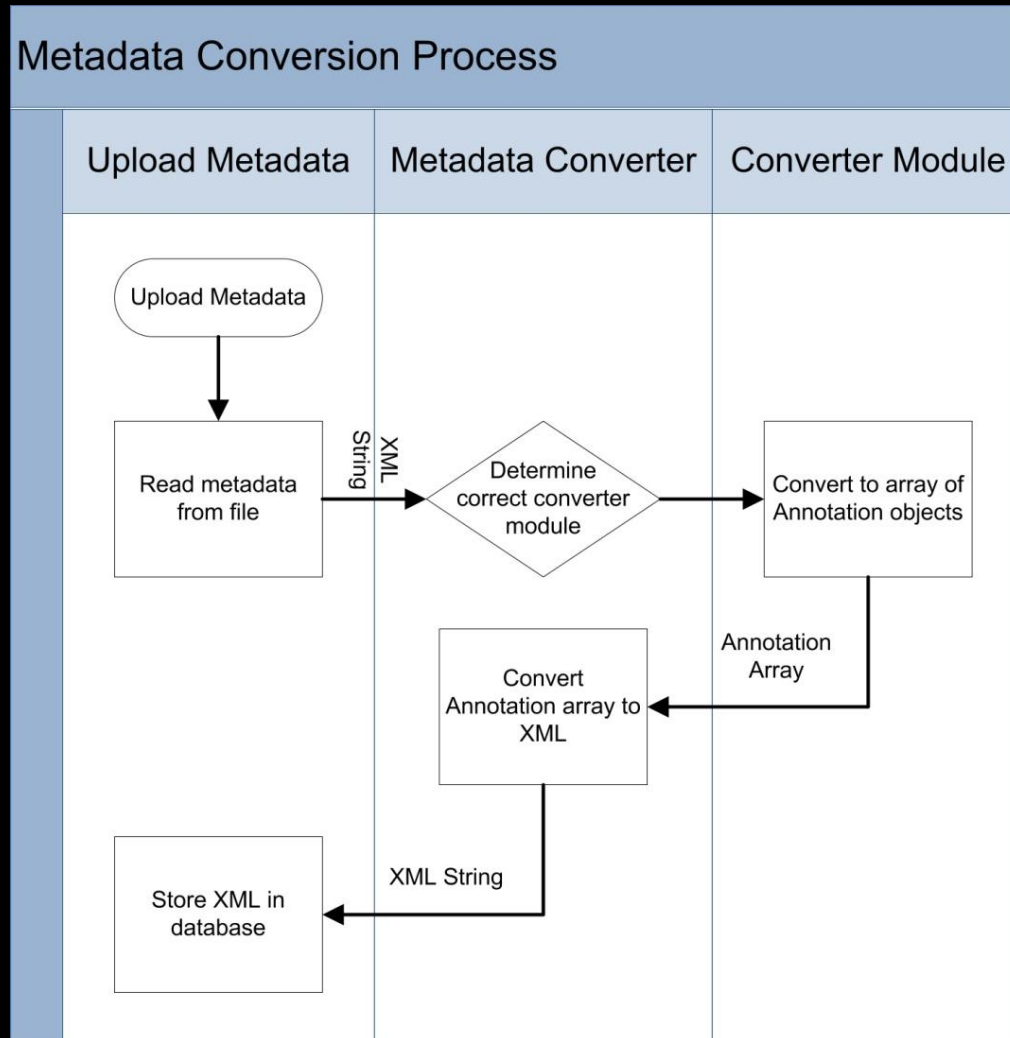 Metadata Conversion Process
Upload Metadata
Metadata Converter
Converter Module
Upload Metadata
Read metadata
from file
XML
String
Determine
correct converter
module
Convert to array of
Annotation objects
Annotation
Array
Convert
Annotation array to
XML
XML String
Store XML in
database